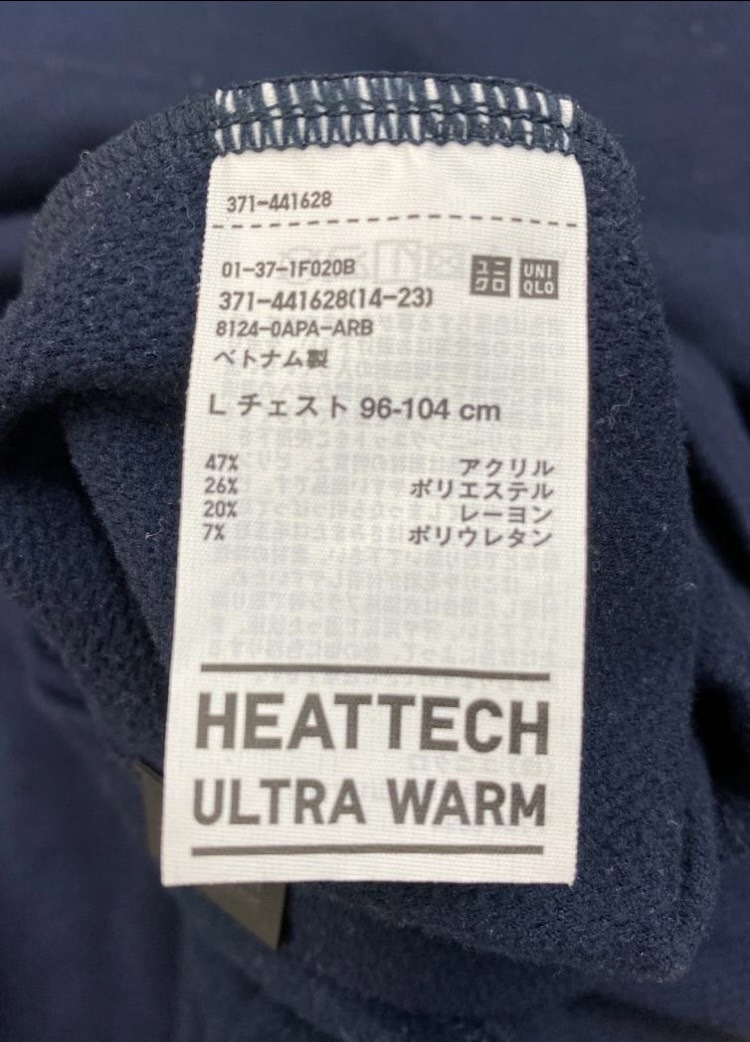 371-441628
01-37-1F020B
ユニクロ UNIQLO
371-441628(14-23)
8124-0APA-ARB
ベトナム製
L チェスト 96-104 cm
47% アクリル
26% ポリエステル
20% レーヨン
7% ポリウレタン
HEATTECH
ULTRA WARM